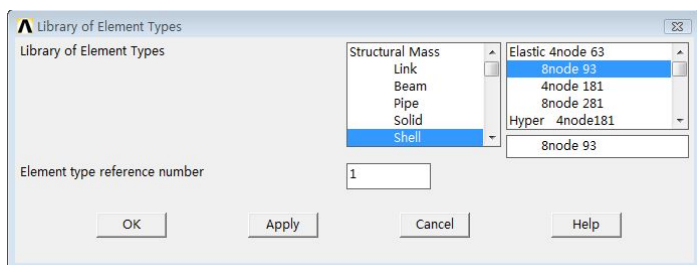 Library of Element Types
Library of Element Types
Structural Mass
Link
Beam
Pipe
Solid
Shell
Elastic 4node 63
8node 93
4node 181
8node 281
Hyper 4node181
8node 93
Element type reference number
1
OK
Apply
Cancel
Help